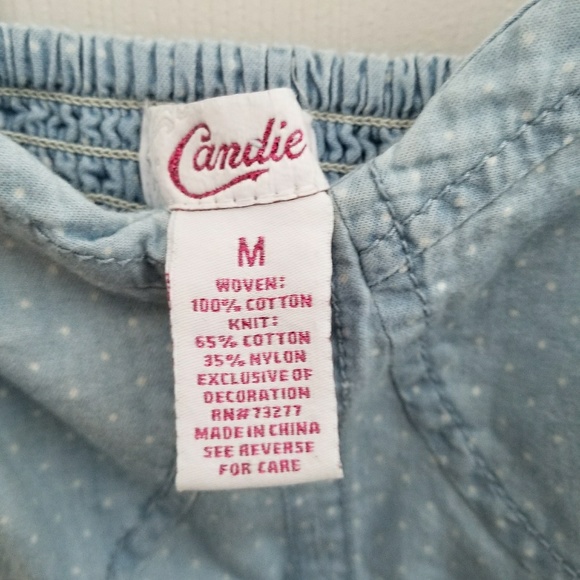 Candie
M
WOVEN:
100% COTTON
KNIT:
65% COTTON
35% NYLON
EXCLUSIVE OF
DECORATION
RN#73277
MADE IN CHINA
SEE REVERSE
FOR CARE